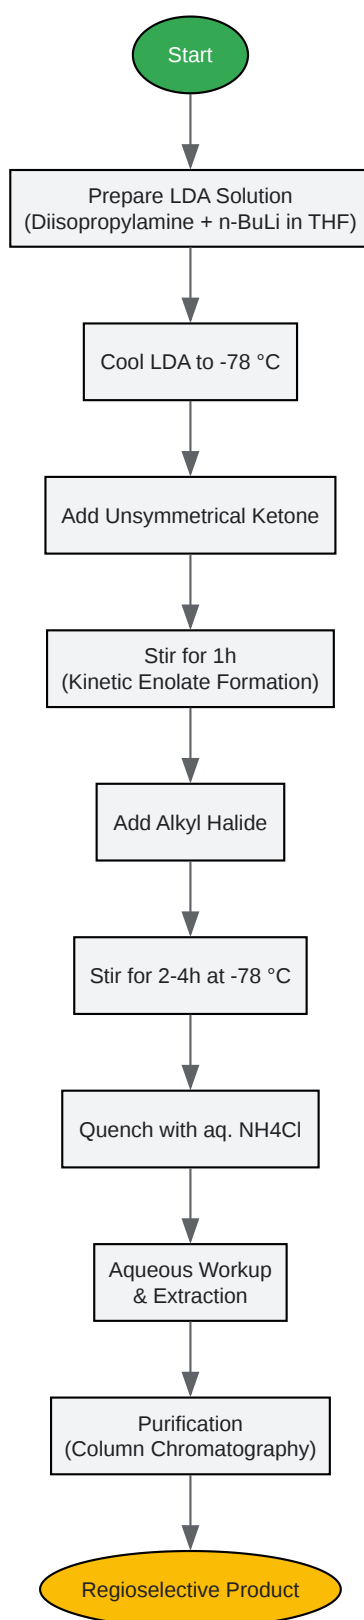 Start
Prepare LDA Solution
(Diisopropylamine + n-BuLi in THF)
Cool LDA to -78 °C
Add Unsymmetrical Ketone
Stir for 1h
(Kinetic Enolate Formation)
Add Alkyl Halide
Stir for 2-4h at -78 °C
Quench with aq. NH4Cl
Aqueous Workup
& Extraction
Purification
(Column Chromatography)
Regioselective Product